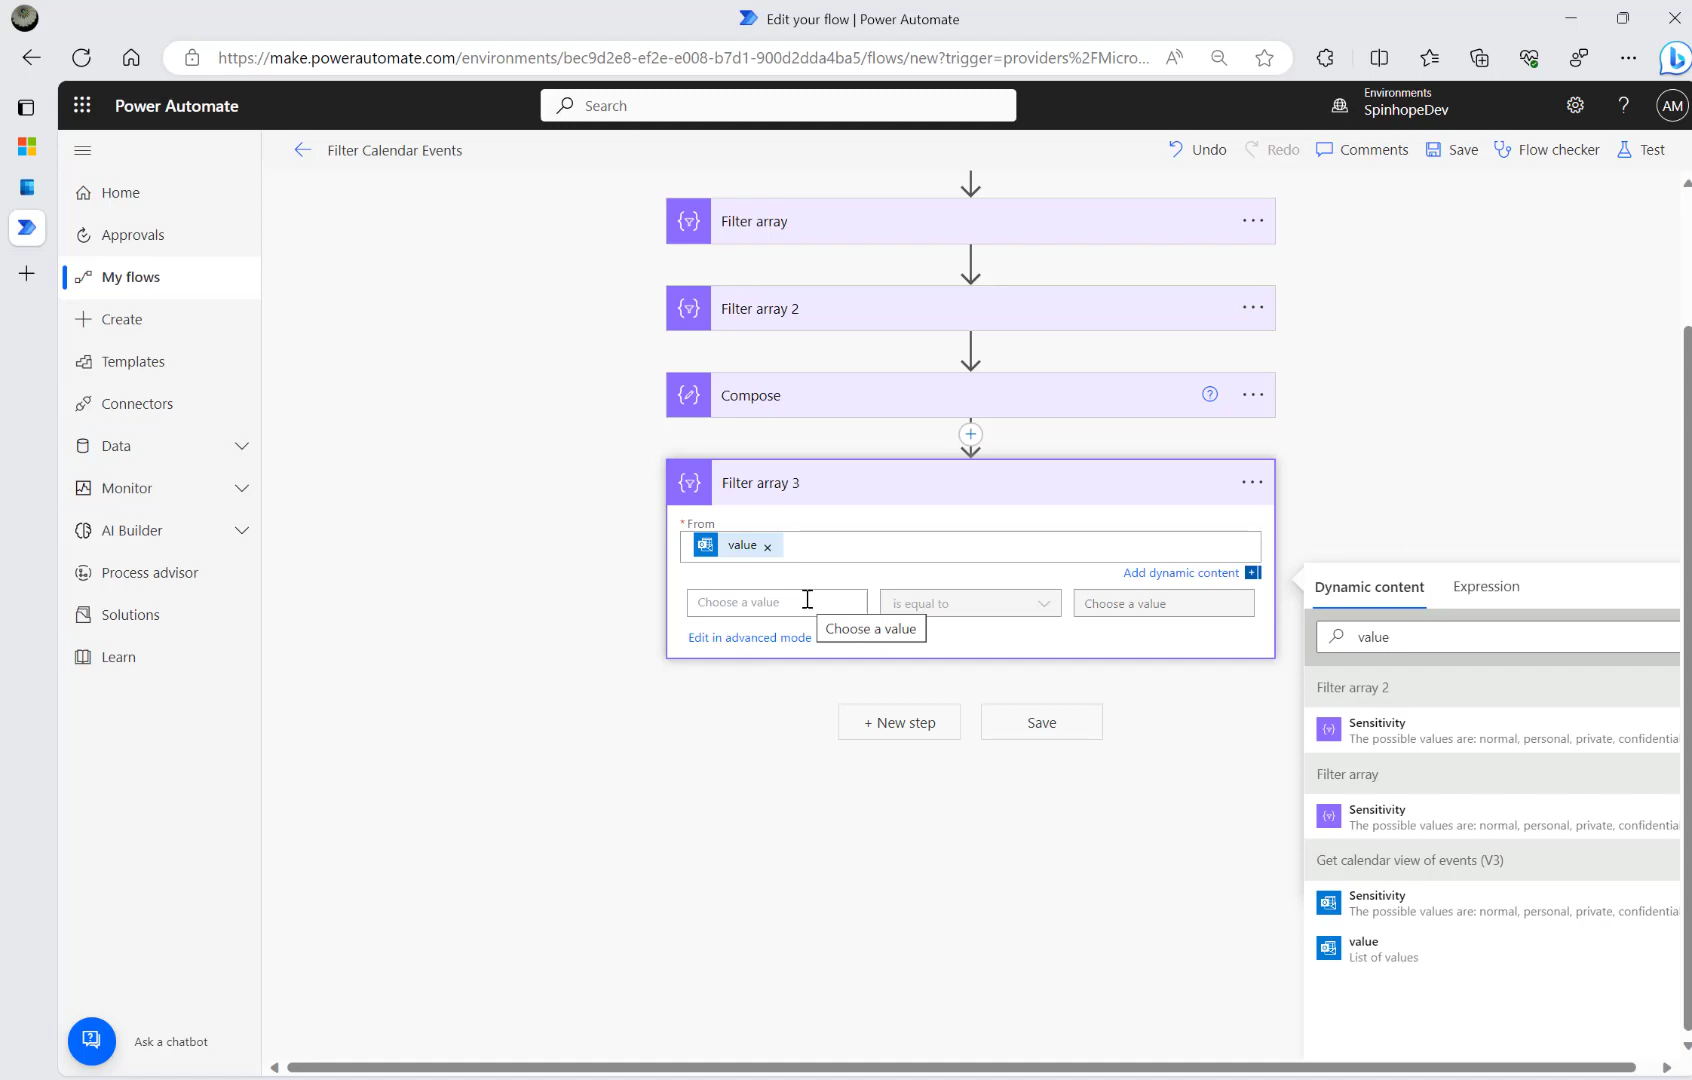 Edit your flow | Power Automate
https://make.powerautomate.com/environments/bec9d2e8-ef2e-e008-b7d1-900d2dda4ba5/flows/new?trigger=providers%2FMicro...
Power Automate
Search
Environments
SpinhopeDev
AM
Filter Calendar Events
Undo
Redo
Comments
Save
Flow checker
Test
Home
Approvals
My flows
Create
Templates
Connectors
Data
Monitor
AI Builder
Process advisor
Solutions
Learn
Ask a chatbot
Filter array
Filter array 2
Compose
Filter array 3
* From
value
Add dynamic content
Choose a value
is equal to
Choose a value
Choose a value
Edit in advanced mode
+ New step
Save
Dynamic content
Expression
value
Filter array 2
Sensitivity
The possible values are: normal, personal, private, confidential
Filter array
Sensitivity
The possible values are: normal, personal, private, confidential
Get calendar view of events (V3)
Sensitivity
The possible values are: normal, personal, private, confidential
value
List of values